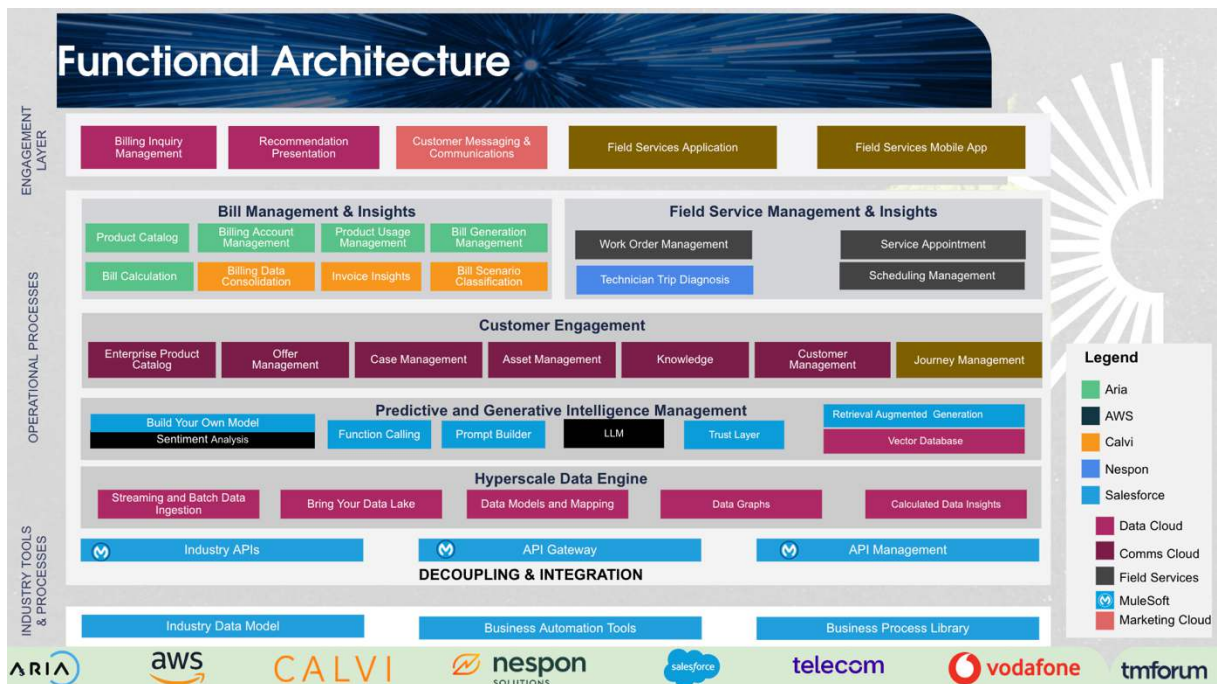 Functional Architecture
ENGAGEMENT
LAYER
Billing Inquiry
Management
Recommendation
Presentation
Customer Messaging &
Communications
Field Services Application
Field Services Mobile App
OPERATIONAL PROCESSES
Bill Management & Insights
Product Catalog
Billing Account
Management
Product Usage
Management
Bill Generation
Management
Bill Calculation
Billing Data
Consolidation
Invoice Insights
Bill Scenario
Classification
Field Service Management & Insights
Work Order Management
Service Appointment
Technician Trip Diagnosis
Scheduling Management
Customer Engagement
Enterprise Product
Catalog
Offer
Management
Case Management
Asset Management
Knowledge
Customer
Management
Journey Management
Predictive and Generative Intelligence Management
Build Your Own Model
Sentiment Analysis
Function Calling
Prompt Builder
LLM
Trust Layer
Retrieval Augmented Generation
Vector Database
Hyperscale Data Engine
Streaming and Batch Data
Ingestion
Bring Your Data Lake
Data Models and Mapping
Data Graphs
Calculated Data Insights
INDUSTRY TOOLS
& PROCESSES
Industry APIs
API Gateway
API Management
DECOUPLING & INTEGRATION
Industry Data Model
Business Automation Tools
Business Process Library
Legend
Aria
AWS
Calvi
Nespon
Salesforce
Data Cloud
Comms Cloud
Field Services
MuleSoft
Marketing Cloud
ARIA
aws
CALVI
nespon
SOLUTIONS
salesforce
telecom
vodafone
tmforum